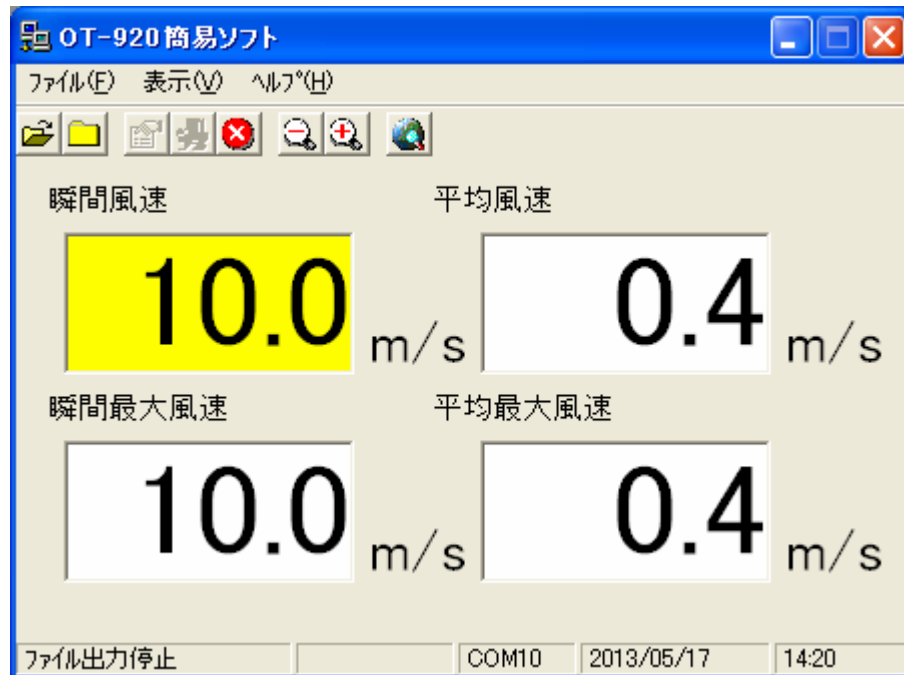 OT-920簡易ソフト
ファイル(F) 表示(V) ヘルプ(H)
瞬間風速 平均風速
10.0 m/s 0.4 m/s
瞬間最大風速 平均最大風速
10.0 m/s 0.4 m/s
ファイル出力停止 COM10 2013/05/17 14:20